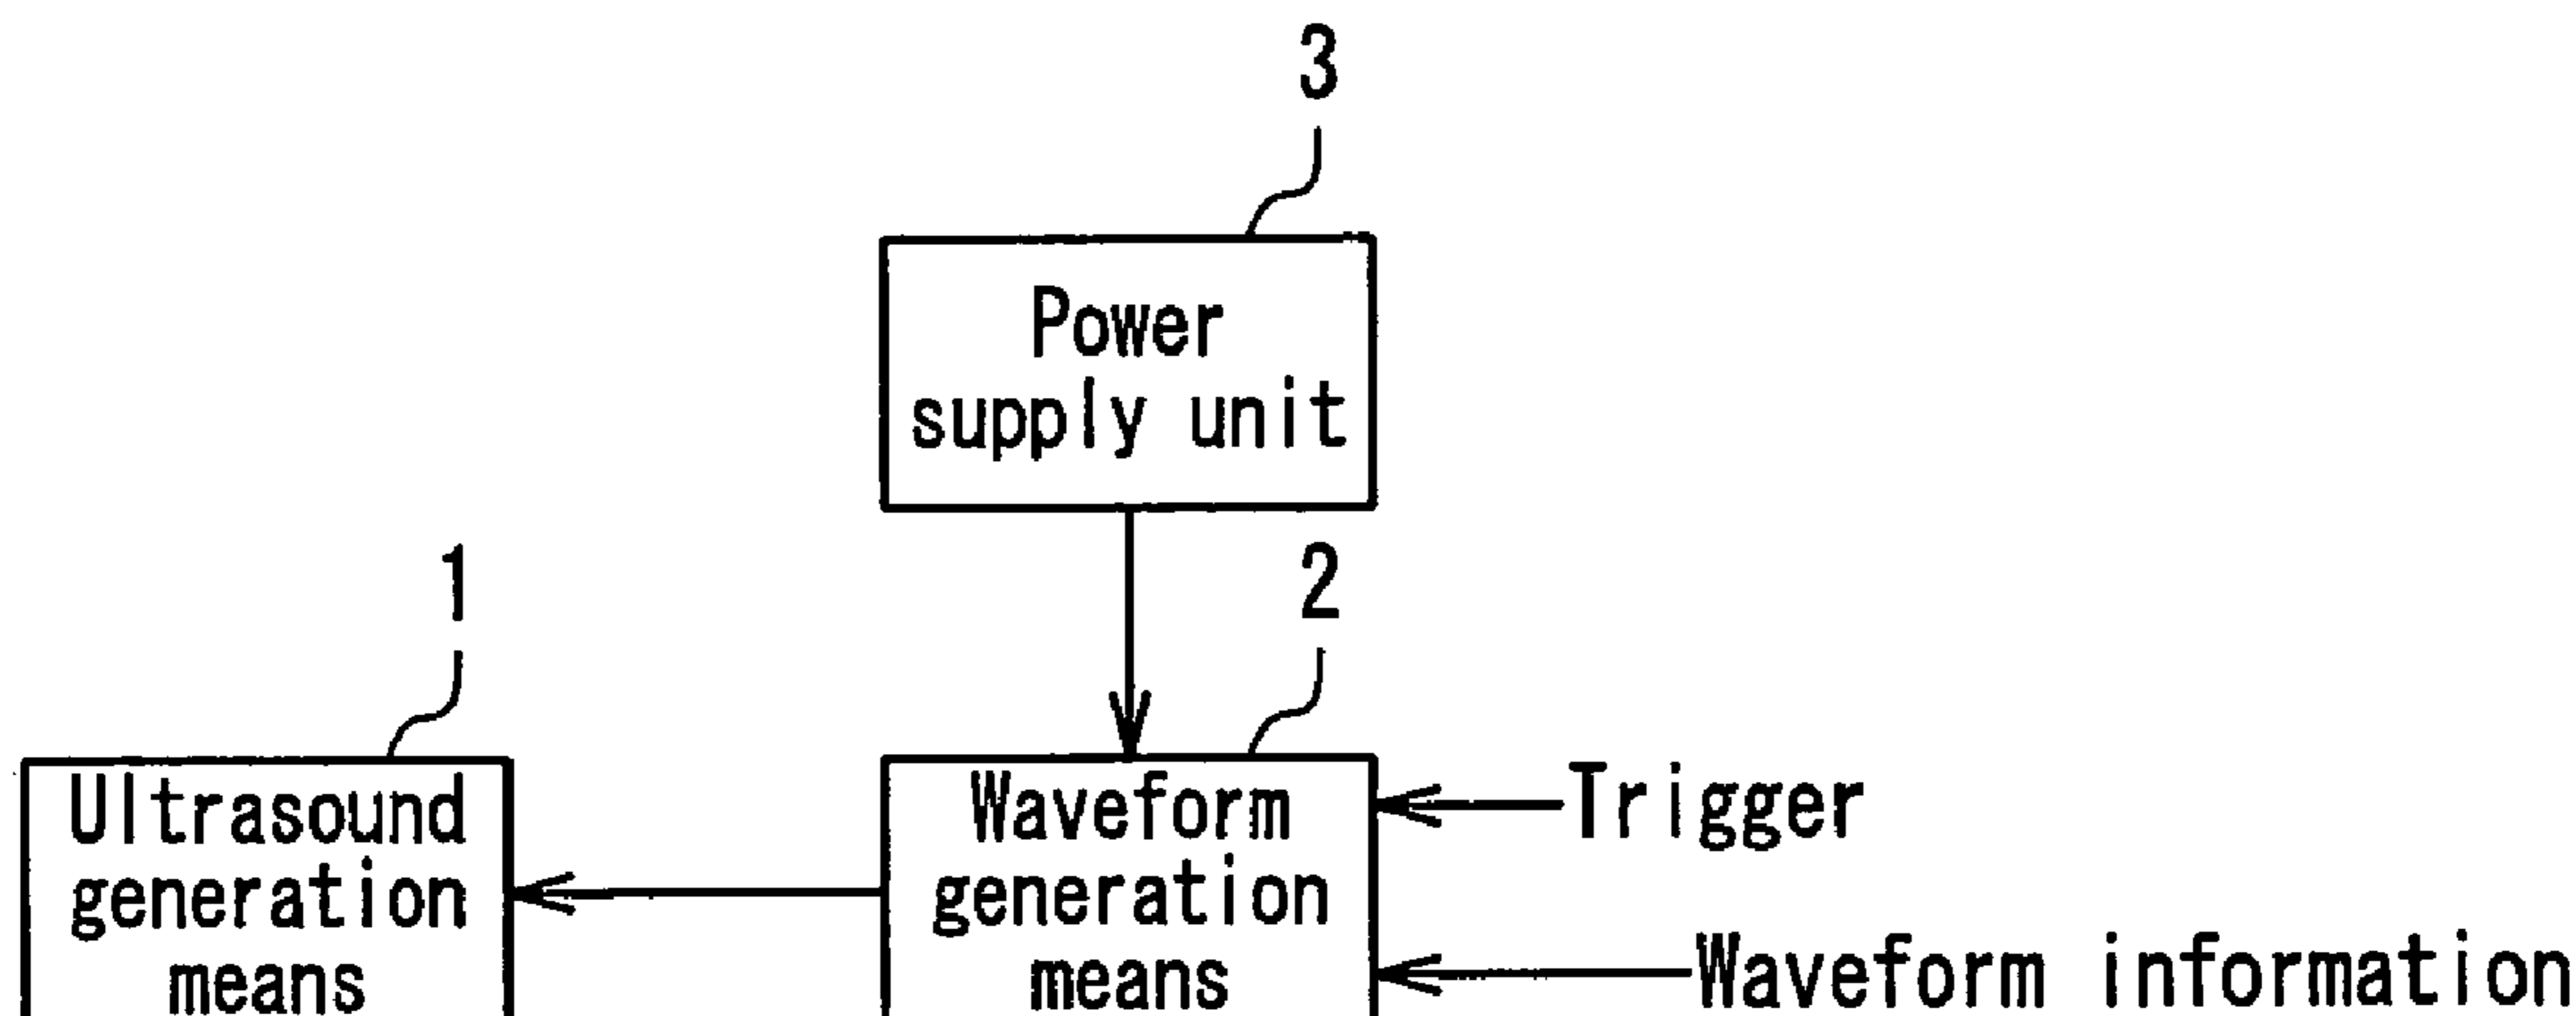 3
Power
supply unit
1
2
Ultrasound
generation
means
Waveform
generation
means
Trigger
Waveform information